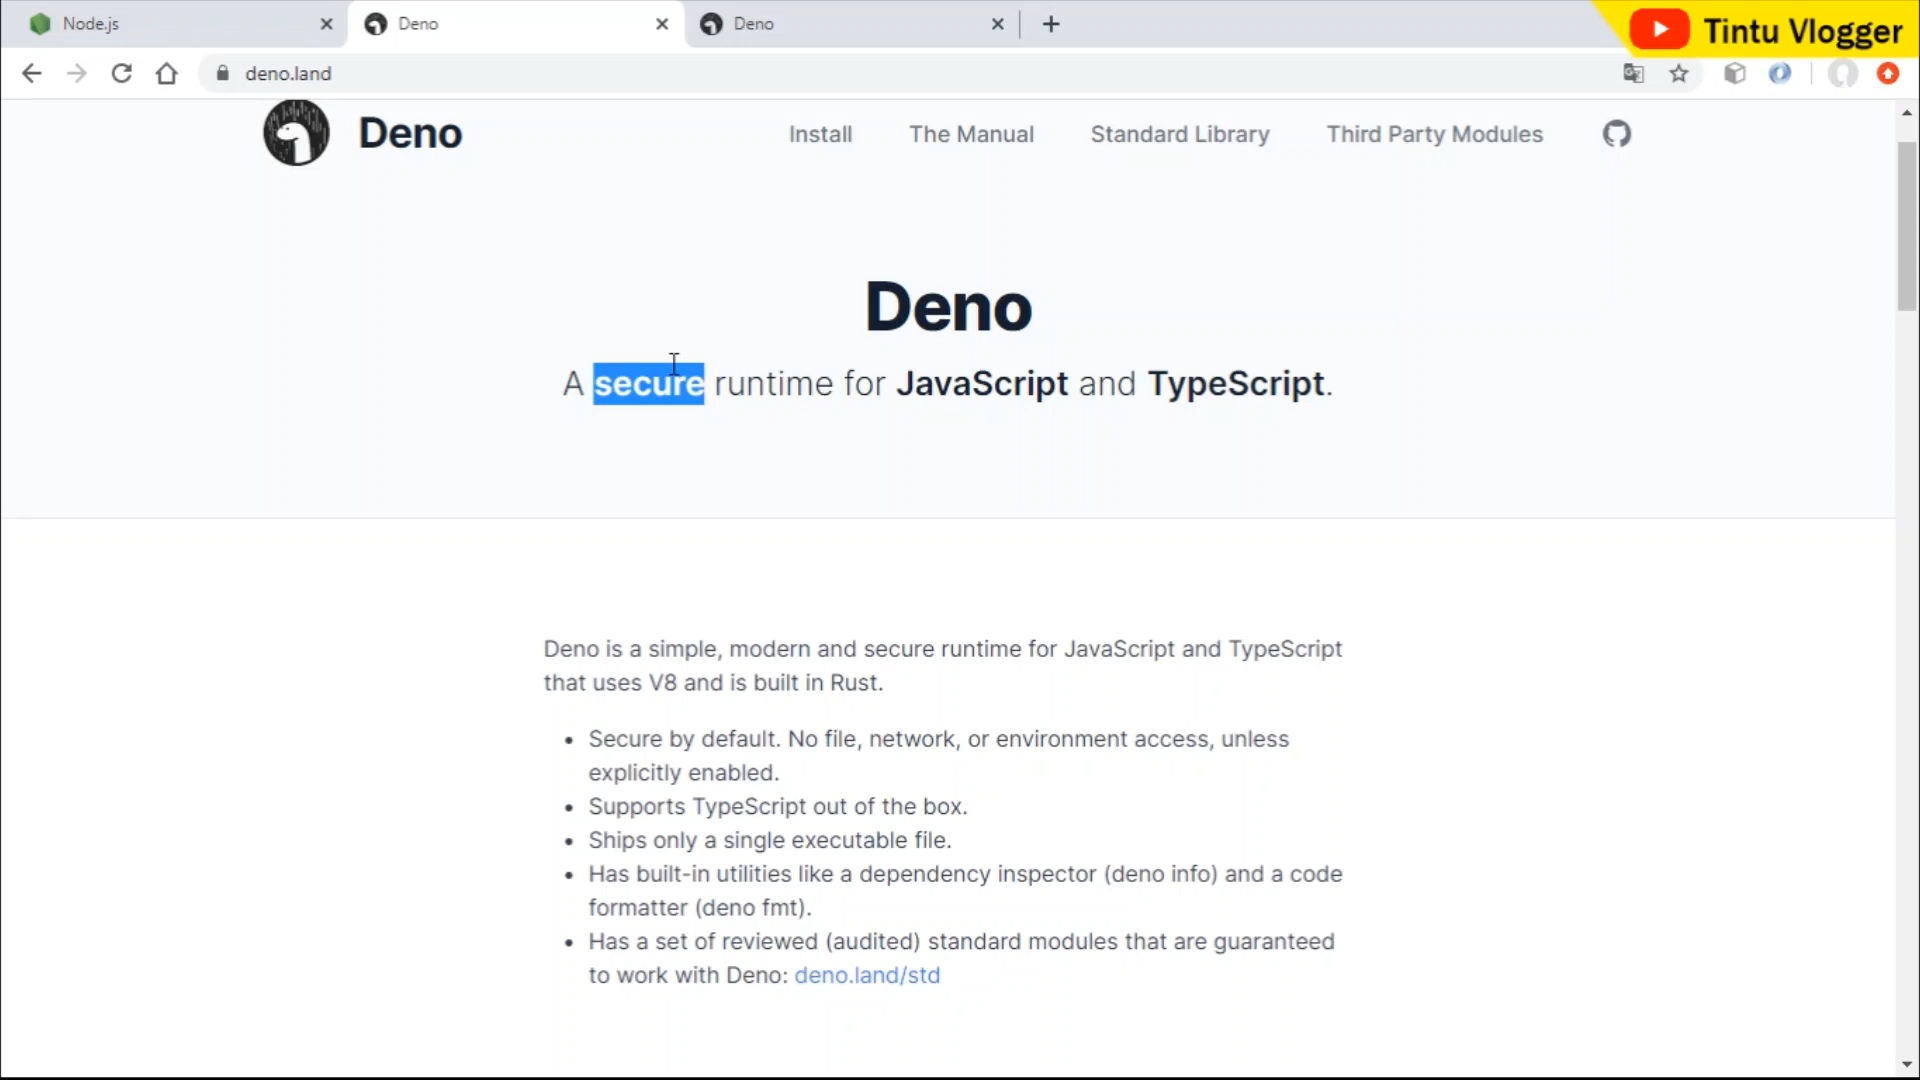 Node.js
Deno
Deno
Tintu Vlogger
deno.land
Deno
Install
The Manual
Standard Library
Third Party Modules
Deno
A secure runtime for JavaScript and TypeScript.
Deno is a simple, modern and secure runtime for JavaScript and TypeScript
that uses V8 and is built in Rust.
• Secure by default. No file, network, or environment access, unless
explicitly enabled.
• Supports TypeScript out of the box.
• Ships only a single executable file.
• Has built-in utilities like a dependency inspector (deno info) and a code
formatter (deno fmt).
• Has a set of reviewed (audited) standard modules that are guaranteed
to work with Deno: deno.land/std